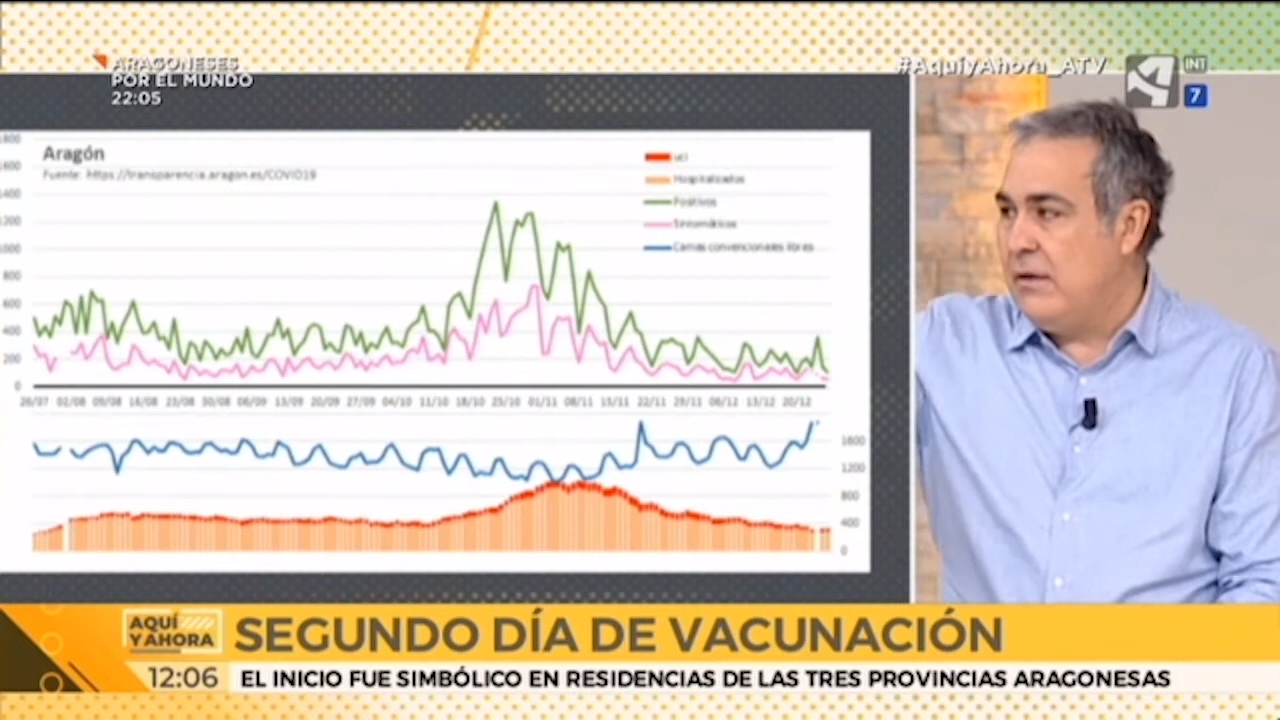 ARAGONESES
POR EL MUNDO
22:05
#AquíyAhora_ATV
INT
7
Aragón
Fuente: https://transparencia.aragon.es/COVID19
uci
Hospitalizados
Positivos
Sintomáticos
Camas convencionales libres
1800
1600
1400
1200
1000
800
600
400
200
0
26/07 02/08 09/08 16/08 23/08 30/08 06/09 13/09 20/09 27/09 04/10 11/10 18/10 25/10 01/11 08/11 15/11 22/11 29/11 06/12 13/12 20/12
1600
1200
800
400
0
AQUÍ
Y AHORA
SEGUNDO DÍA DE VACUNACIÓN
12:06
EL INICIO FUE SIMBÓLICO EN RESIDENCIAS DE LAS TRES PROVINCIAS ARAGONESAS